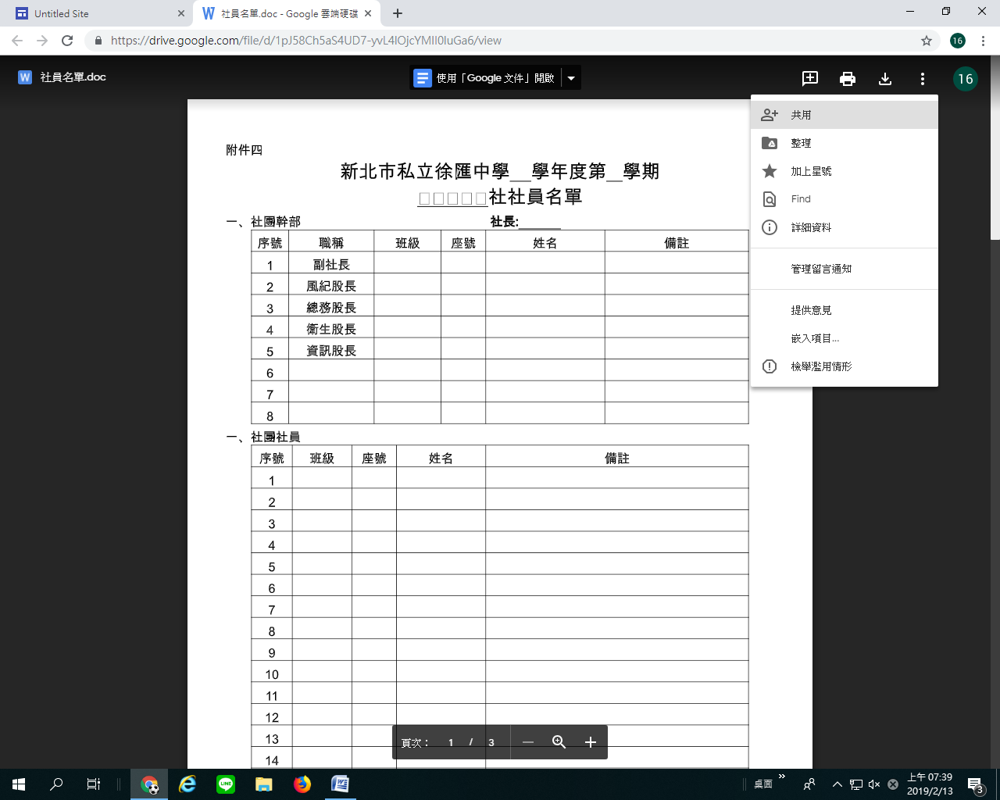 Untitled Site
社員名單.doc - Google 雲端硬碟
https://drive.google.com/file/d/1pJ58Ch5aS4UD7-yvL4lOjcYMIl0IuGa6/view
16
社員名單.doc
使用「Google 文件」開啟
16
共用
整理
加上星號
Find
詳細資料
管理留言通知
提供意見
嵌入項目...
檢舉濫用情形
附件四
新北市私立徐匯中學__學年度第__學期
□□□□□社社員名單
一、社團幹部 社長:______
序號 職稱 班級 座號 姓名 備註
1 副社長
2 風紀股長
3 總務股長
4 衛生股長
5 資訊股長
6
7
8
一、社團社員
序號 班級 座號 姓名 備註
1
2
3
4
5
6
7
8
9
10
11
12
13
14
頁次： 1 / 3
桌面
上午 07:39
2019/2/13
3